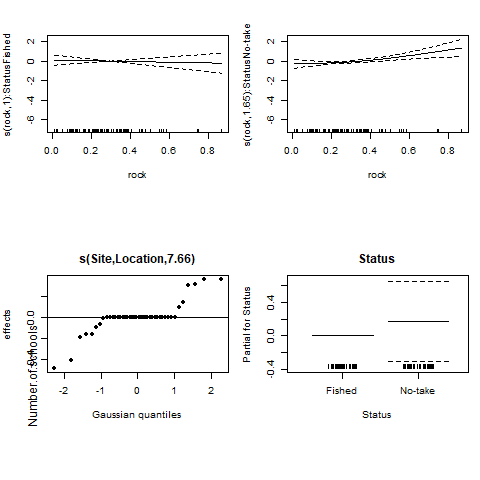 s(rock,1):StatusFished
2
0
-2
-4
-6
0.0 0.2 0.4 0.6 0.8
rock
s(rock,1.65):StatusNo-take
2
0
-2
-4
-6
0.0 0.2 0.4 0.6 0.8
rock
s(Site,Location,7.66)
effects
Number of schools
0.0
-0.4
-2 -1 0 1 2
Gaussian quantiles
Status
Partial for Status
0.4
0.0
-0.4
Fished No-take
Status